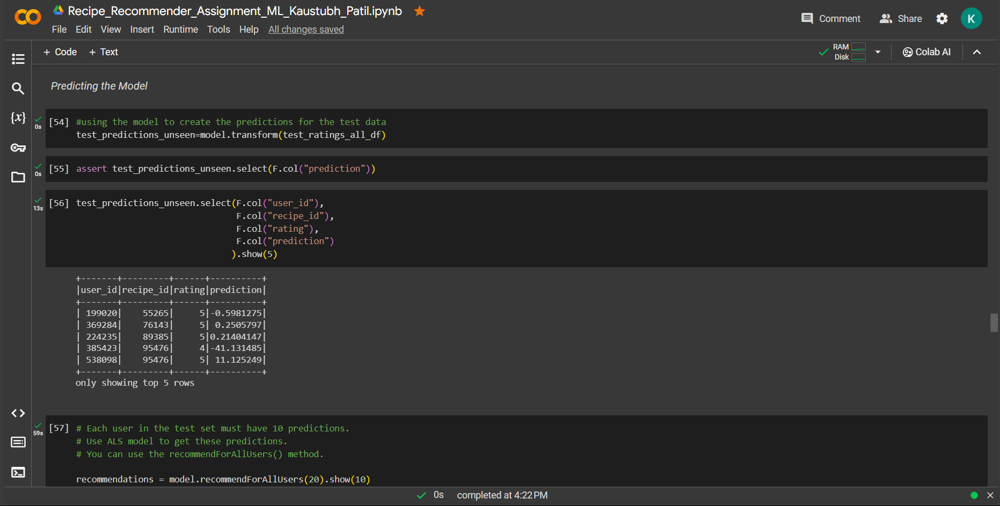 Recipe_Recommender_Assignment_ML_Kaustubh_Patil.ipynb
File Edit View Insert Runtime Tools Help All changes saved
Comment Share K
+ Code + Text
RAM
Disk
Colab AI
Predicting the Model
[54] #using the model to create the predictions for the test data
0s
test_predictions_unseen=model.transform(test_ratings_all_df)
[55] assert test_predictions_unseen.select(F.col("prediction"))
0s
[56] test_predictions_unseen.select(F.col("user_id"),
13s
F.col("recipe_id"),
F.col("rating"),
F.col("prediction")
).show(5)
+-------+---------+------+----------+
|user_id|recipe_id|rating|prediction|
+-------+---------+------+----------+
| 199020|    55265|     5|-0.5981275|
| 369284|    76143|     5| 0.2505797|
| 224235|    89385|     5|0.21404147|
| 385423|    95476|     4|-41.131485|
| 538098|    95476|     5| 11.125249|
+-------+---------+------+----------+
only showing top 5 rows
[57] # Each user in the test set must have 10 predictions.
59s
# Use ALS model to get these predictions.
# You can use the recommendForAllUsers() method.
recommendations = model.recommendForAllUsers(20).show(10)
0s completed at 4:22 PM